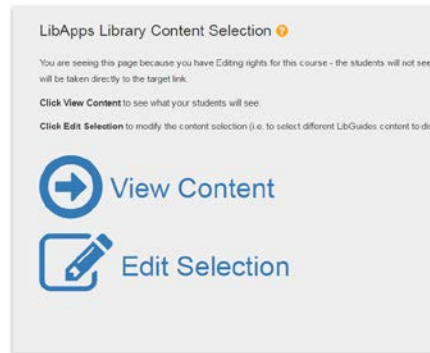 LibApps Library Content Selection
You are seeing this page because you have Editing rights for this course - the students will not see
will be taken directly to the target link.
Click View Content to see what your students will see.
Click Edit Selection to modify the content selection (i.e. to select different LibGuides content to dis
View Content
Edit Selection